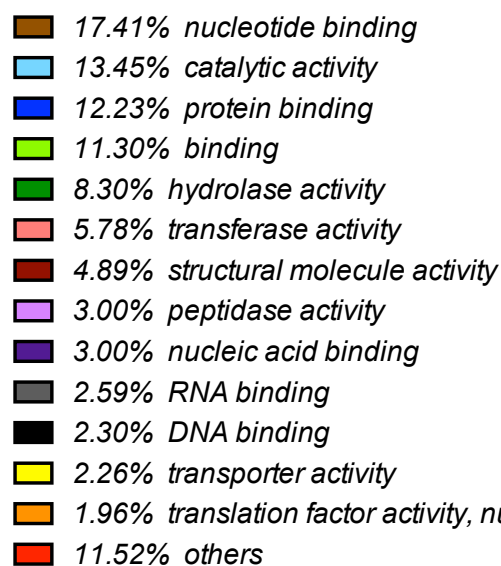 17.41% nucleotide binding
13.45% catalytic activity
12.23% protein binding
11.30% binding
8.30% hydrolase activity
5.78% transferase activity
4.89% structural molecule activity
3.00% peptidase activity
3.00% nucleic acid binding
2.59% RNA binding
2.30% DNA binding
2.26% transporter activity
1.96% translation factor activity,
11.52% others